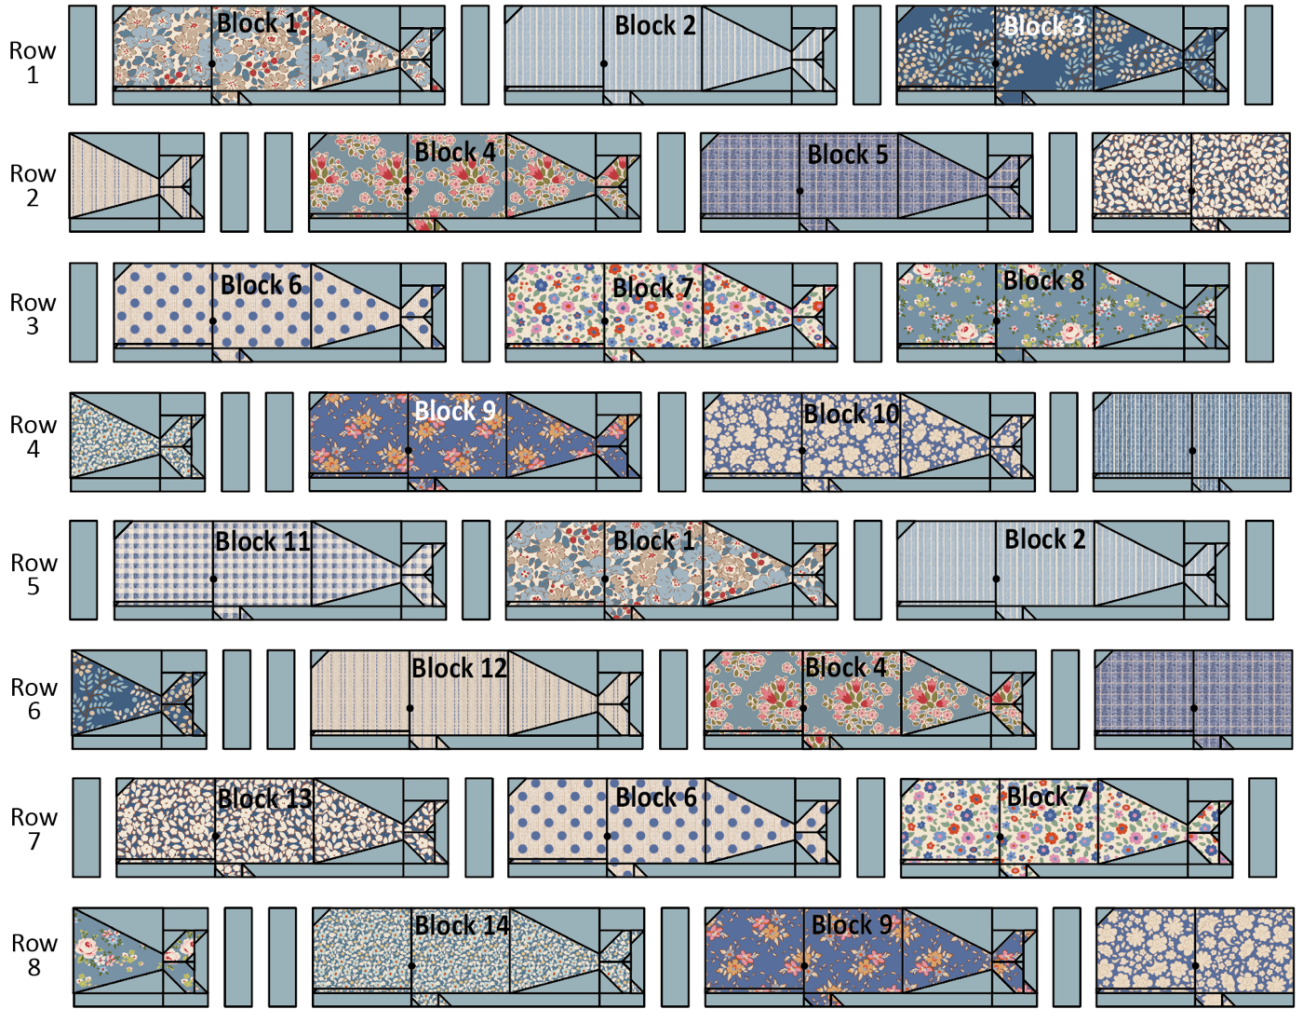 Row
1
Block 1
Block 2
Block 3
Row
2
Block 4
Block 5
Row
3
Block 6
Block 7
Block 8
Row
4
Block 9
Block 10
Row
5
Block 11
Block 1
Block 2
Row
6
Block 12
Block 4
Row
7
Block 13
Block 6
Block 7
Row
8
Block 14
Block 9